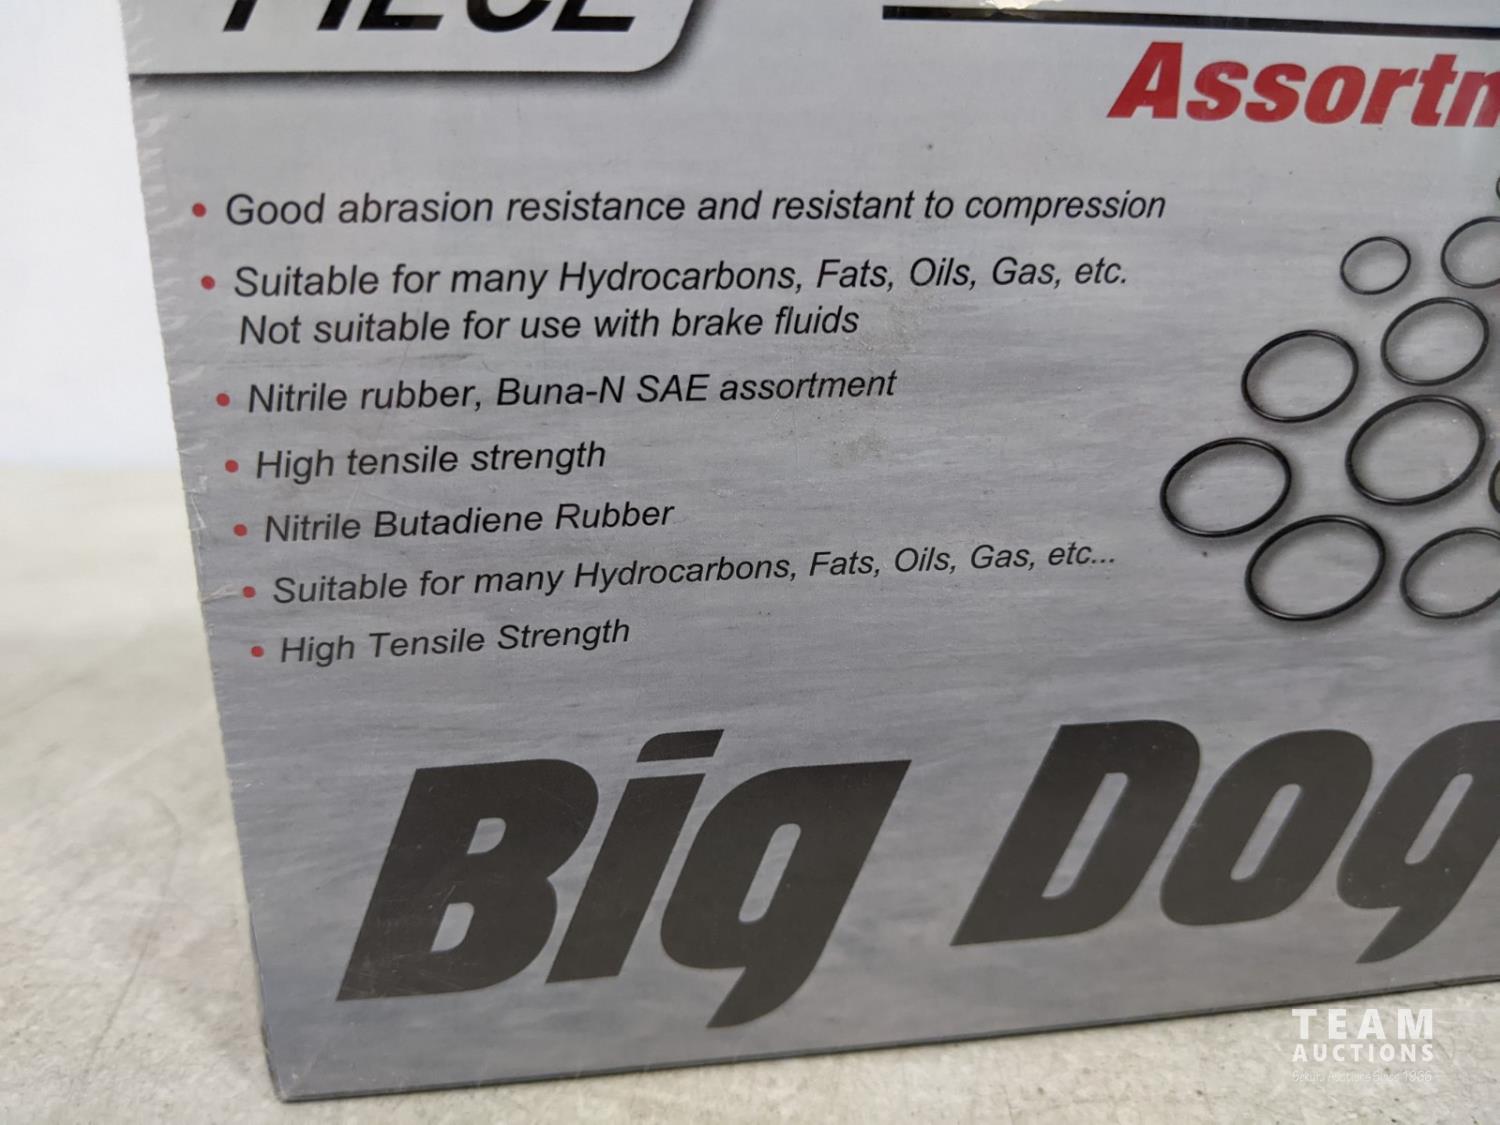 PIECE
Assortm
• Good abrasion resistance and resistant to compression
• Suitable for many Hydrocarbons, Fats, Oils, Gas, etc.
Not suitable for use with brake fluids
• Nitrile rubber, Buna-N SAE assortment
• High tensile strength
• Nitrile Butadiene Rubber
• Suitable for many Hydrocarbons, Fats, Oils, Gas, etc...
• High Tensile Strength
Big Dog
TEAM
AUCTIONS